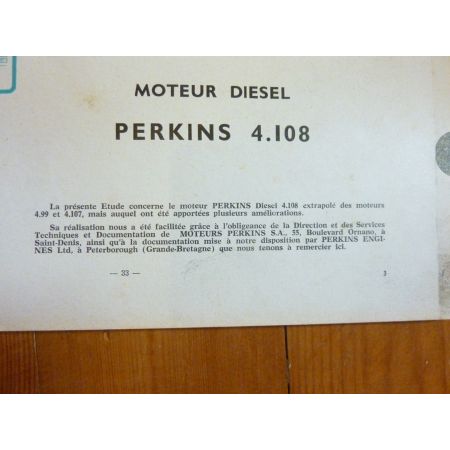 MOTEUR DIESEL
PERKINS 4.108
La présente Etude concerne le moteur PERKINS Diesel 4.108 extrapolé des moteurs
4.99 et 4.107, mais auquel ont été apportées plusieurs améliorations.
Sa réalisation nous a été facilitée grâce à l'obligeance de la Direction et des Services
Techniques et Documentation de MOTEURS PERKINS S.A., 55, Boulevard Ornano, à
Saint-Denis, ainsi qu'à la documentation mise à notre disposition par PERKINS ENGI-
NES Ltd, à Peterborough (Grande-Bretagne) que nous tenons à remercier ici.
— 33 —
3